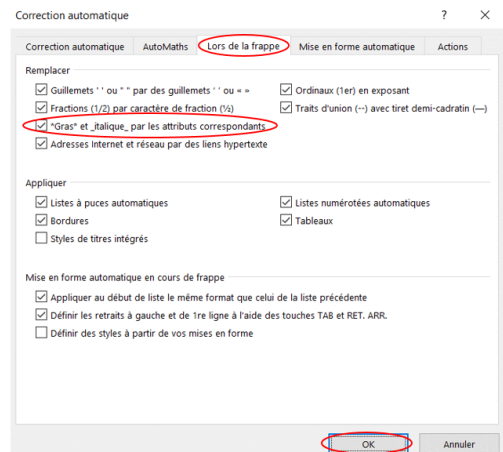 Correction automatique ? ×
Correction automatique AutoMaths Lors de la frappe Mise en forme automatique Actions
Remplacer
Guillemets ' ' ou " " par des guillemets ‘ ’ ou « »
Ordinaux (1er) en exposant
Fractions (1/2) par caractère de fraction (½)
Traits d'union (--) avec tiret demi-cadratin (—)
*Gras* et _italique_ par les attributs correspondants
Adresses Internet et réseau par des liens hypertexte
Appliquer
Listes à puces automatiques
Listes numérotées automatiques
Bordures
Tableaux
Styles de titres intégrés
Mise en forme automatique en cours de frappe
Appliquer au début de liste le même format que celui de la liste précédente
Définir les retraits à gauche et de 1re ligne à l'aide des touches TAB et RET. ARR.
Définir des styles à partir de vos mises en forme
OK Annuler